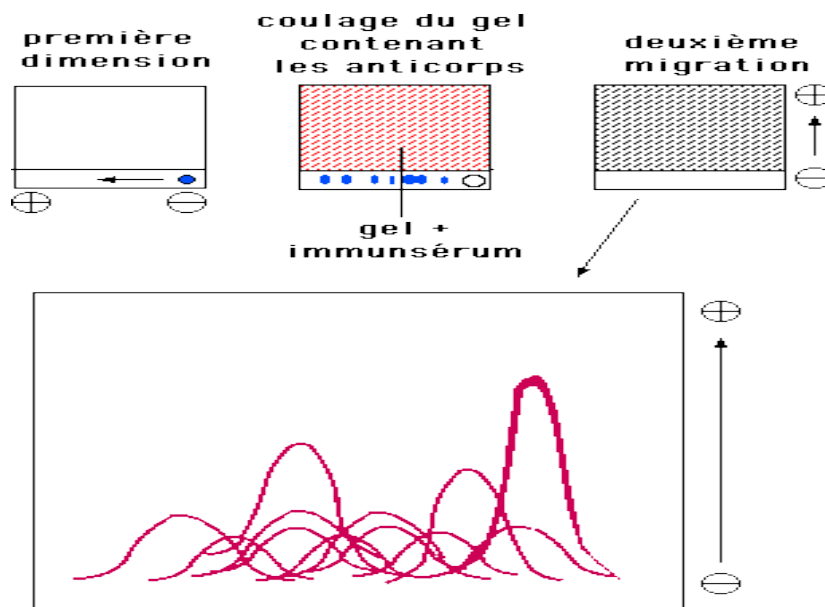 première
dimension
coulage du gel
contenant
les anticorps
deuxième
migration
gel +
immunsérum